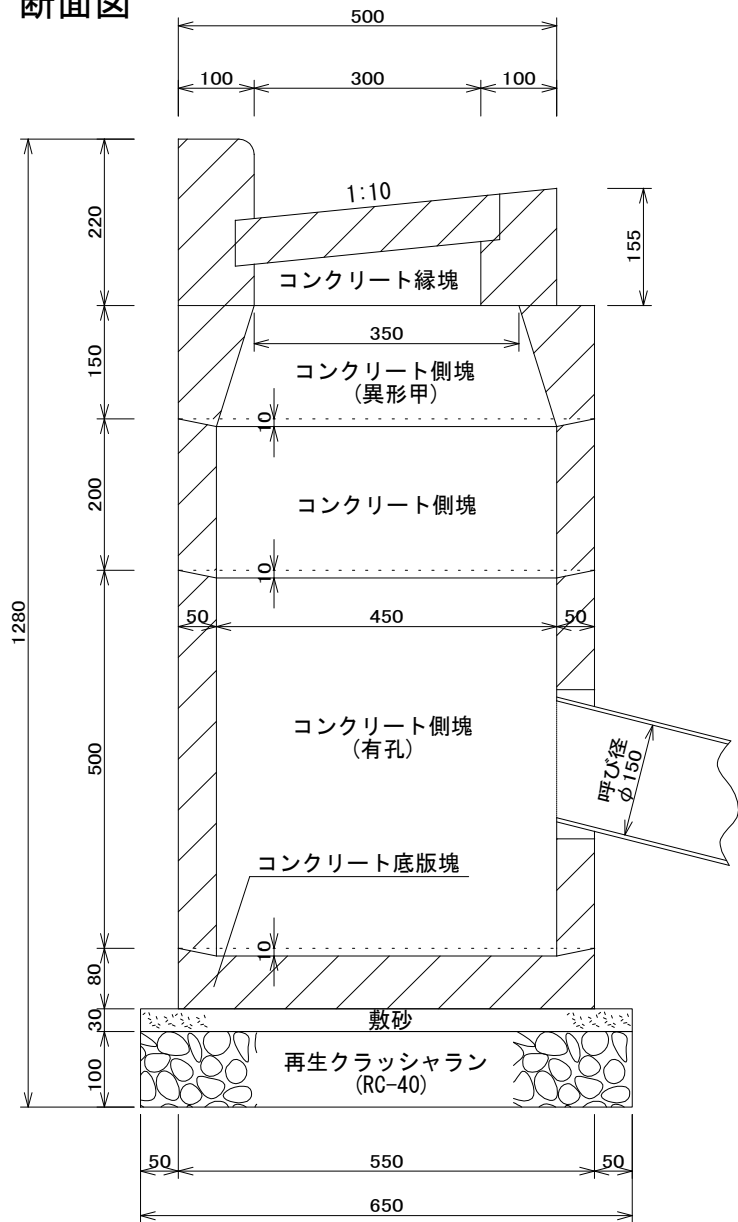 断面図
500
100
300
100
220
1:10
155
コンクリート縁塊
350
150
コンクリート側塊
(異形甲)
10
200
コンクリート側塊
10
1280
50
450
50
500
コンクリート側塊
(有孔)
呼び径
φ150
コンクリート底版塊
10
80
30
敷砂
100
再生クラッシャラン
(RC-40)
50
550
50
650